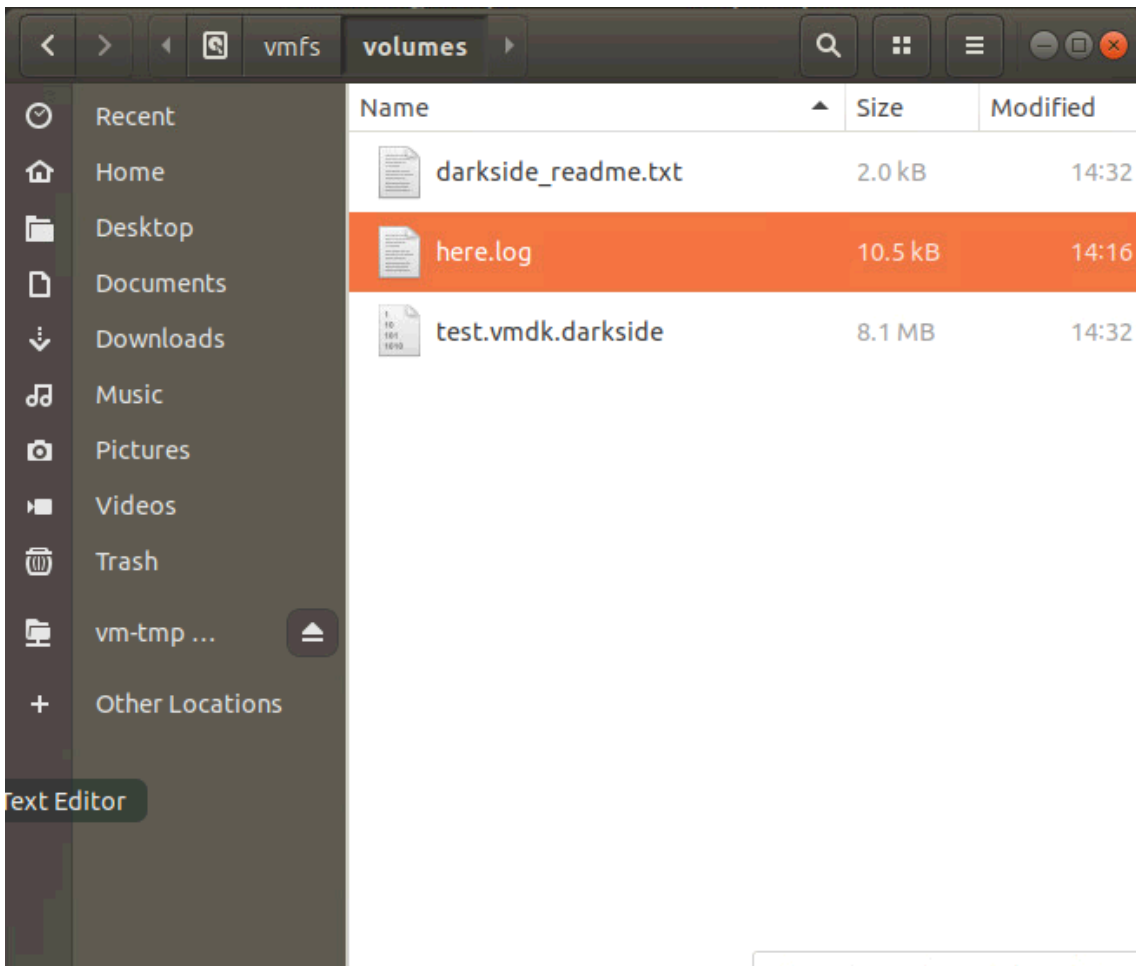 vmfs volumes
Name Size Modified
Recent
Home
Desktop
Documents
Downloads
Music
Pictures
Videos
Trash
vm-tmp ...
Other Locations
Text Editor
darkside_readme.txt 2.0 kB 14:32
here.log 10.5 kB 14:16
test.vmdk.darkside 8.1 MB 14:32